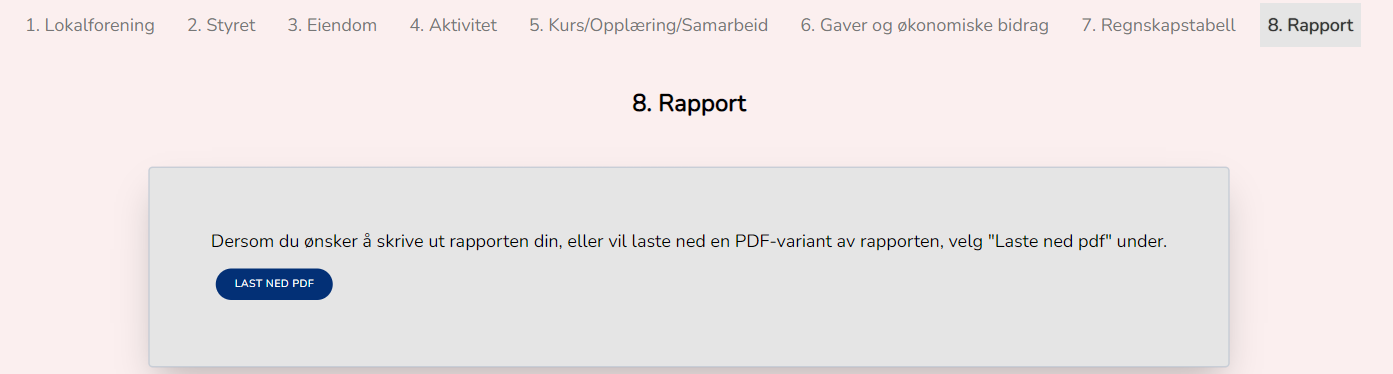 1. Lokalforening 2. Styret 3. Eiendom 4. Aktivitet 5. Kurs/Opplæring/Samarbeid 6. Gaver og økonomiske bidrag 7. Regnskapstabell 8. Rapport
8. Rapport
Dersom du ønsker å skrive ut rapporten din, eller vil laste ned en PDF-variant av rapporten, velg "Laste ned pdf" under.
LAST NED PDF